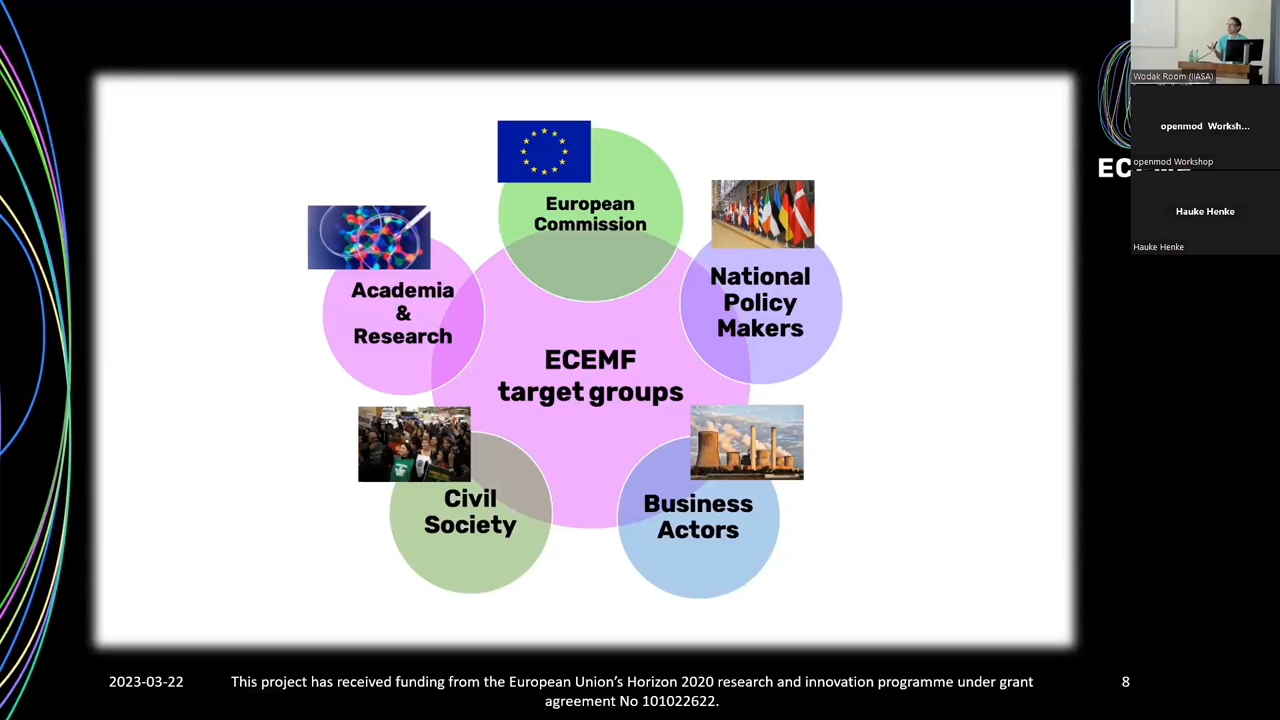 European
Commission
National
Policy
Makers
Academia
&
Research
ECEMF
target groups
Civil
Society
Business
Actors
2023-03-22
This project has received funding from the European Union’s Horizon 2020 research and innovation programme under grant
agreement No 101022622.
8
Wodak Room (IIASA)
openmod Worksh...
openmod Workshop
Hauke Henke
Hauke Henke